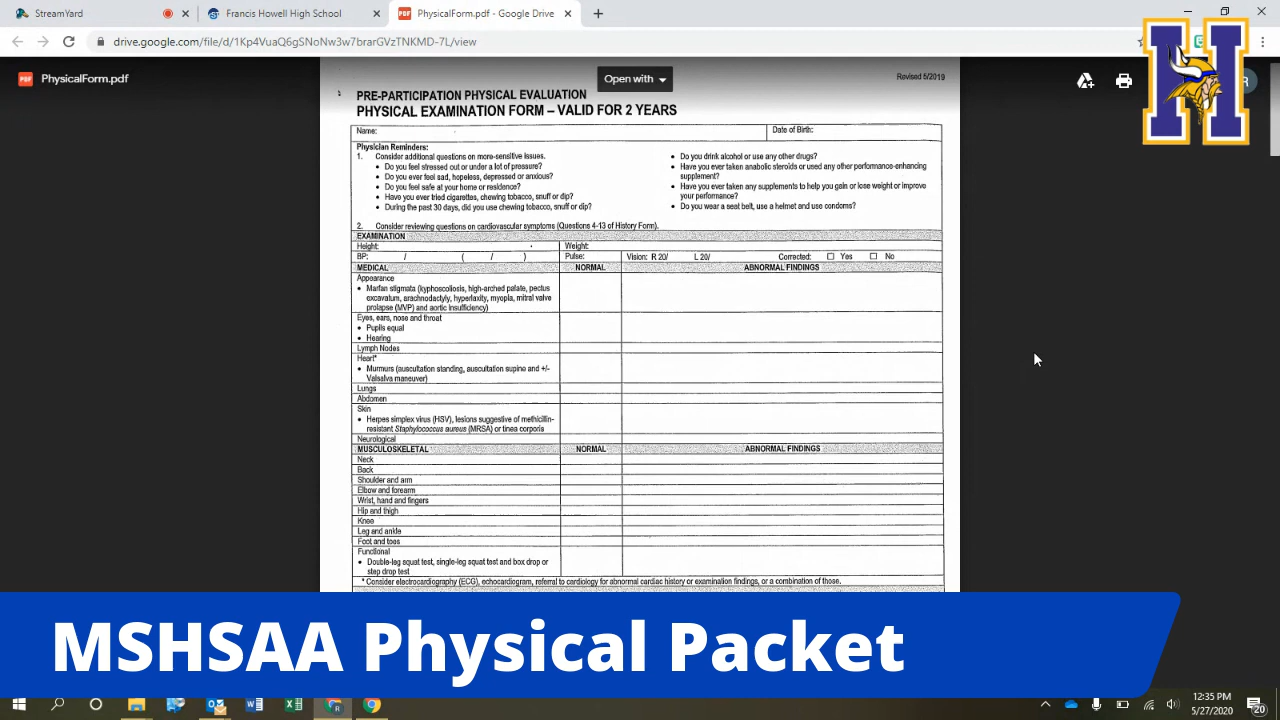 StreamYard
Francis Howell High School
PDF PhysicalForm.pdf
drive.google.com/file/d/1Kp4VuaQ6gSNoNw3w7brarGVzTNKMD-7L/view
PDF PhysicalForm.pdf
Open with
Revised 5/2019
H
R
PRE-PARTICIPATION PHYSICAL EVALUATION
PHYSICAL EXAMINATION FORM – VALID FOR 2 YEARS
Name: Date of Birth:
Physician Reminders:
1. Consider additional questions on more-sensitive issues.
• Do you feel stressed out or under a lot of pressure?
• Do you ever feel sad, hopeless, depressed or anxious?
• Do you feel safe at your home or residence?
• Have you ever tried cigarettes, chewing tobacco, snuff or dip?
• During the past 30 days, did you use chewing tobacco, snuff or dip?
• Do you drink alcohol or use any other drugs?
• Have you ever taken anabolic steroids or used any other performance-enhancing
supplement?
• Have you ever taken any supplements to help you gain or lose weight or improve
your performance?
• Do you wear a seat belt, use a helmet and use condoms?
2. Consider reviewing questions on cardiovascular symptoms (Questions 4-13 of History Form).
EXAMINATION
Height: Weight:
BP: / ( / ) Pulse: Vision: R 20/ L 20/ Corrected: ☐ Yes ☐ No
MEDICAL NORMAL ABNORMAL FINDINGS
Appearance
• Marfan stigmata (kyphoscoliosis, high-arched palate, pectus
excavatum, arachnodactyly, hyperlaxity, myopia, mitral valve
prolapse (MVP) and aortic insufficiency)
Eyes, ears, nose and throat
• Pupils equal
• Hearing
Lymph Nodes
Heart*
• Murmurs (auscultation standing, auscultation supine and +/-
Valsalva maneuver)
Lungs
Abdomen
Skin
• Herpes simplex virus (HSV), lesions suggestive of methicillin-
resistant Staphylococcus aureus (MRSA) or tinea corporis
Neurological
MUSCULOSKELETAL NORMAL ABNORMAL FINDINGS
Neck
Back
Shoulder and arm
Elbow and forearm
Wrist, hand and fingers
Hip and thigh
Knee
Leg and ankle
Foot and toes
Functional
• Double-leg squat test, single-leg squat test and box drop or
step drop test
* Consider electrocardiography (ECG), echocardiogram, referral to cardiology for abnormal cardiac history or examination findings, or a combination of those.
MSHSAA Physical Packet
12:35 PM
5/27/2020
20